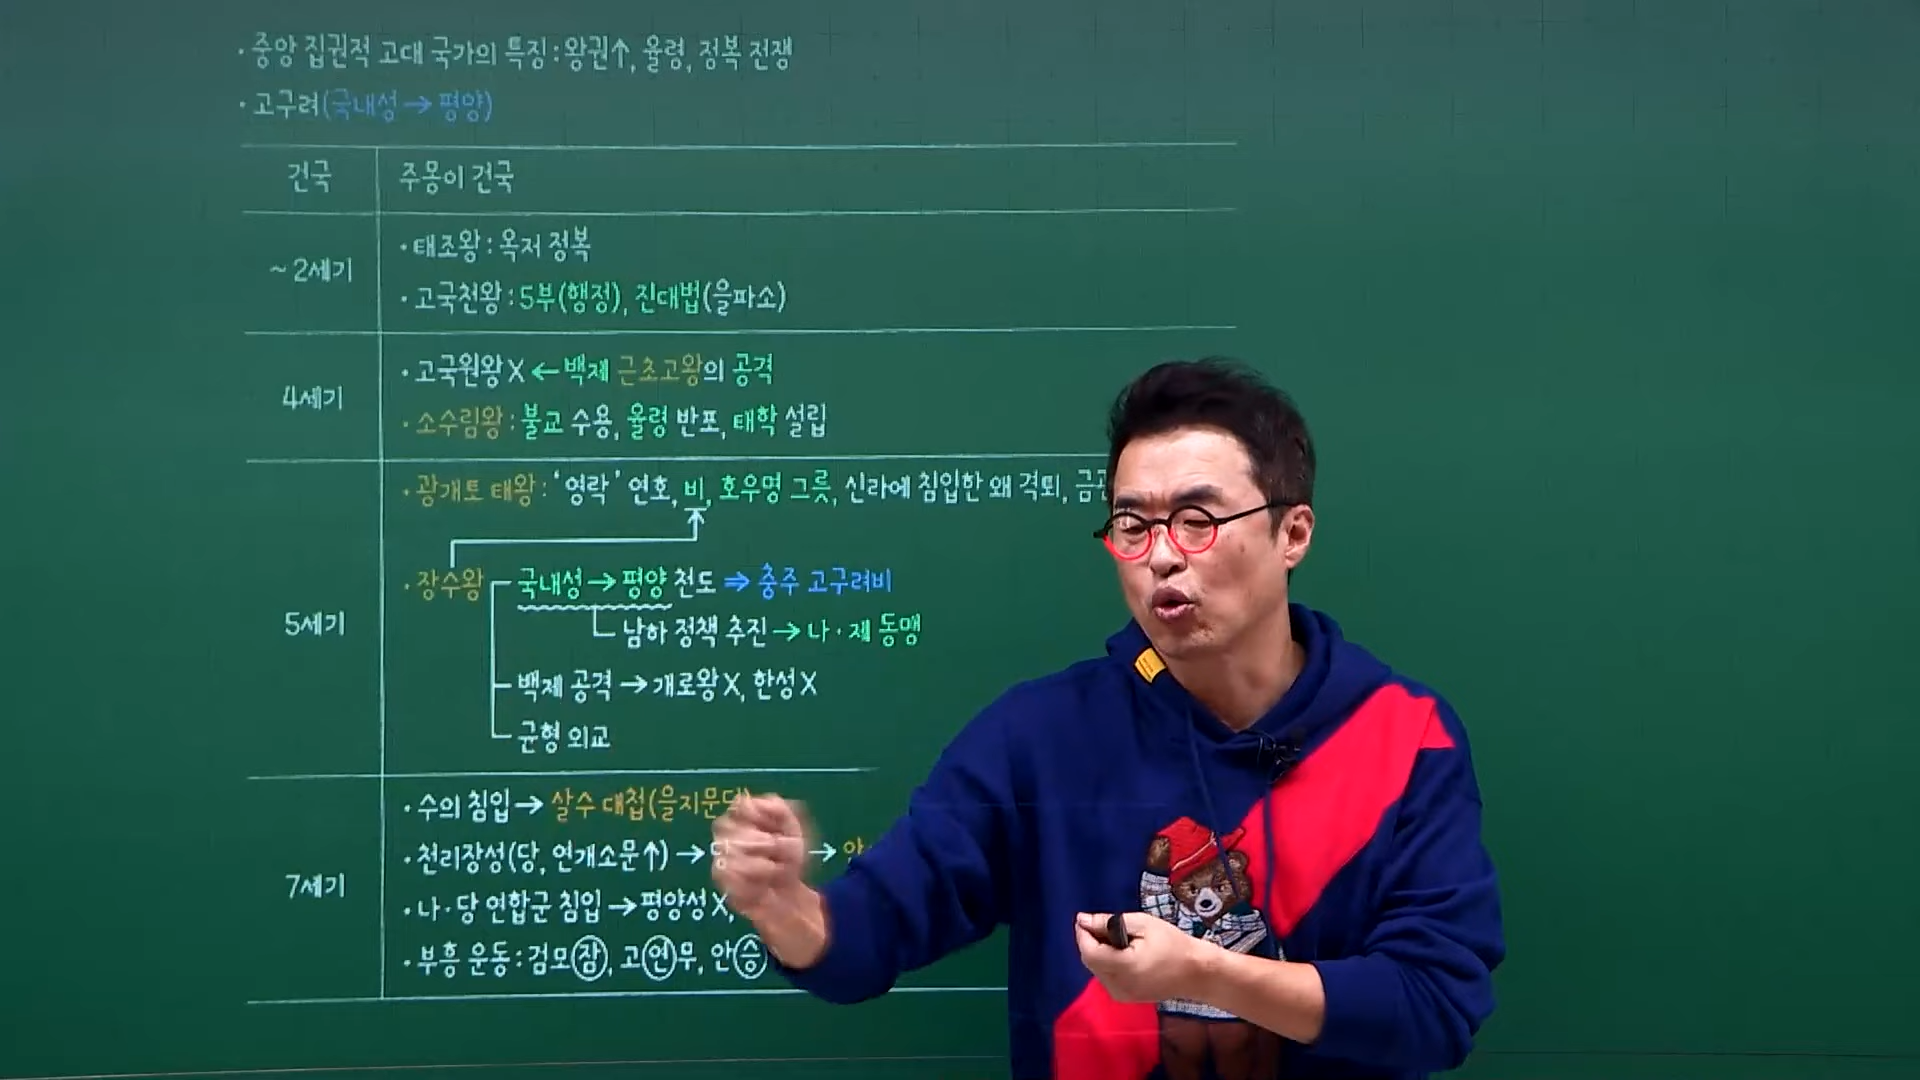 · 중앙 집권적 고대 국가의 특징 : 왕권↑, 율령, 정복 전쟁
· 고구려(국내성 → 평양)
건국 주몽이 건국
~ 2세기
· 태조왕 : 옥저 정복
· 고국천왕 : 5부(행정), 진대법(을파소)
4세기
· 고국원왕 X ← 백제 근초고왕의 공격
· 소수림왕 : 불교 수용, 율령 반포, 태학 설립
5세기
· 광개토 태왕 : '영락' 연호, 비, 호우명 그릇, 신라에 침입한 왜 격퇴,
· 장수왕 국내성 → 평양 천도 ⇒ 충주 고구려비
남하 정책 추진 → 나·제 동맹
백제 공격 → 개로왕 X, 한성 X
균형 외교
7세기
· 수의 침입 → 살수 대첩(을지문덕)
· 천리장성(당, 연개소문↑) → →
· 나·당 연합군 침입 → 평양성 X,
· 부흥 운동 : 검모잠, 고연무, 안승